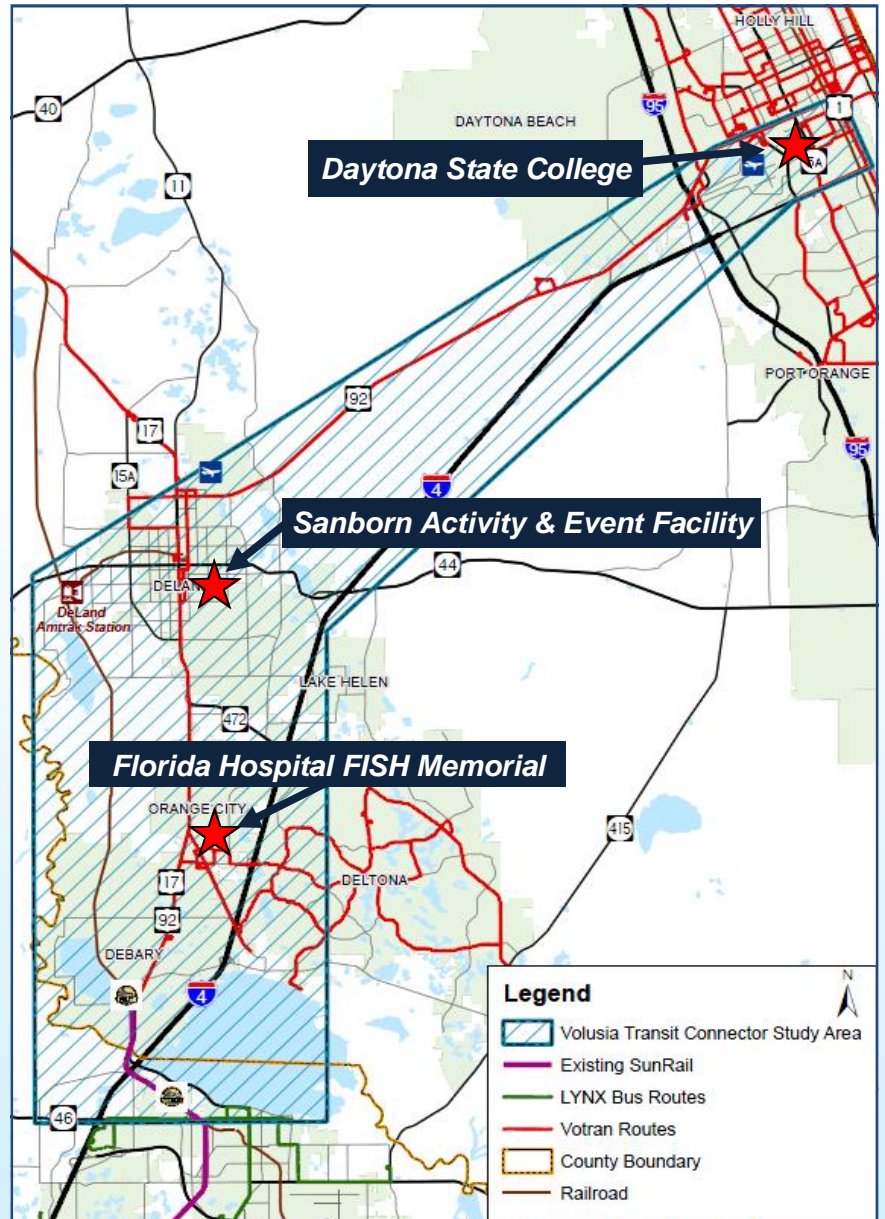 HOLLY HILL
1
95
40
DAYTONA BEACH
Daytona State College
5A
11
PORT ORANGE
92
95
17
15A
4
Sanborn Activity & Event Facility
44
DELAN
DeLand
Amtrak Station
LAKE HELEN
472
Florida Hospital FISH Memorial
ORANGE CITY
415
17
DELTONA
92
DEBARY
4
46
Legend
N
Volusia Transit Connector Study Area
Existing SunRail
LYNX Bus Routes
Votran Routes
County Boundary
Railroad